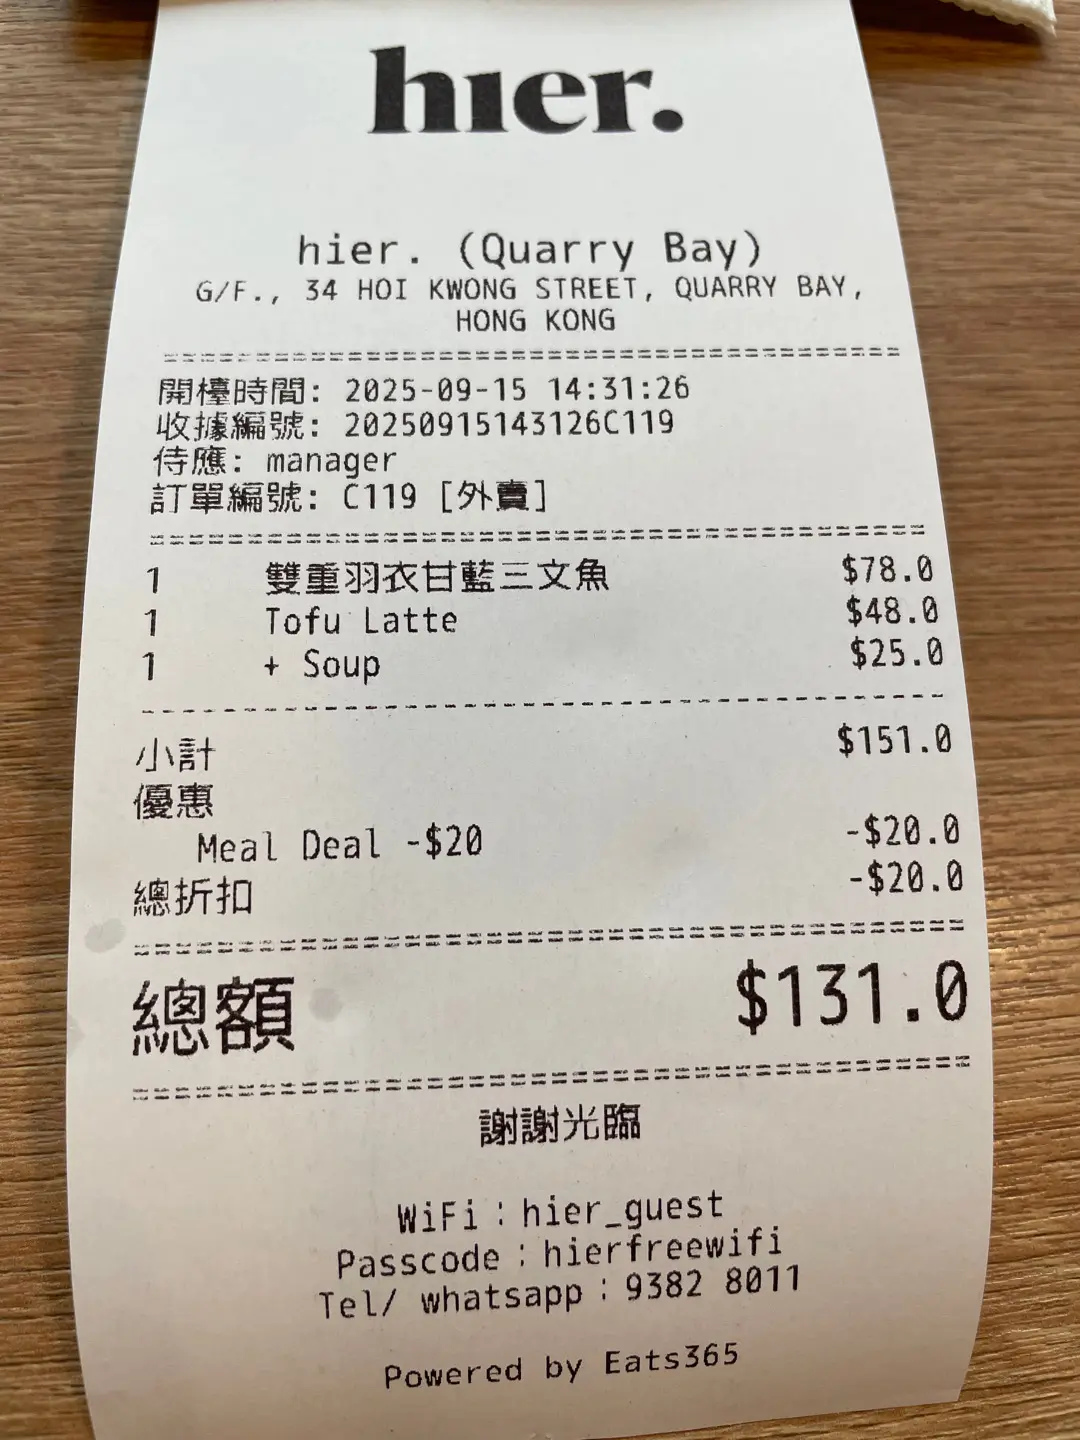 hier.
hier. (Quarry Bay)
G/F., 34 HOI KWONG STREET, QUARRY BAY,
HONG KONG
開檯時間: 2025-09-15 14:31:26
收據編號: 20250915143126C119
侍應: manager
訂單編號: C119 [外賣]
1 雙重羽衣甘藍三文魚 $78.0
1 Tofu Latte $48.0
1 + Soup $25.0
小計 $151.0
優惠
Meal Deal -$20 -$20.0
總折扣 -$20.0
總額 $131.0
謝謝光臨
WiFi : hier_guest
Passcode : hierfreewifi
Tel/ whatsapp : 9382 8011
Powered by Eats365